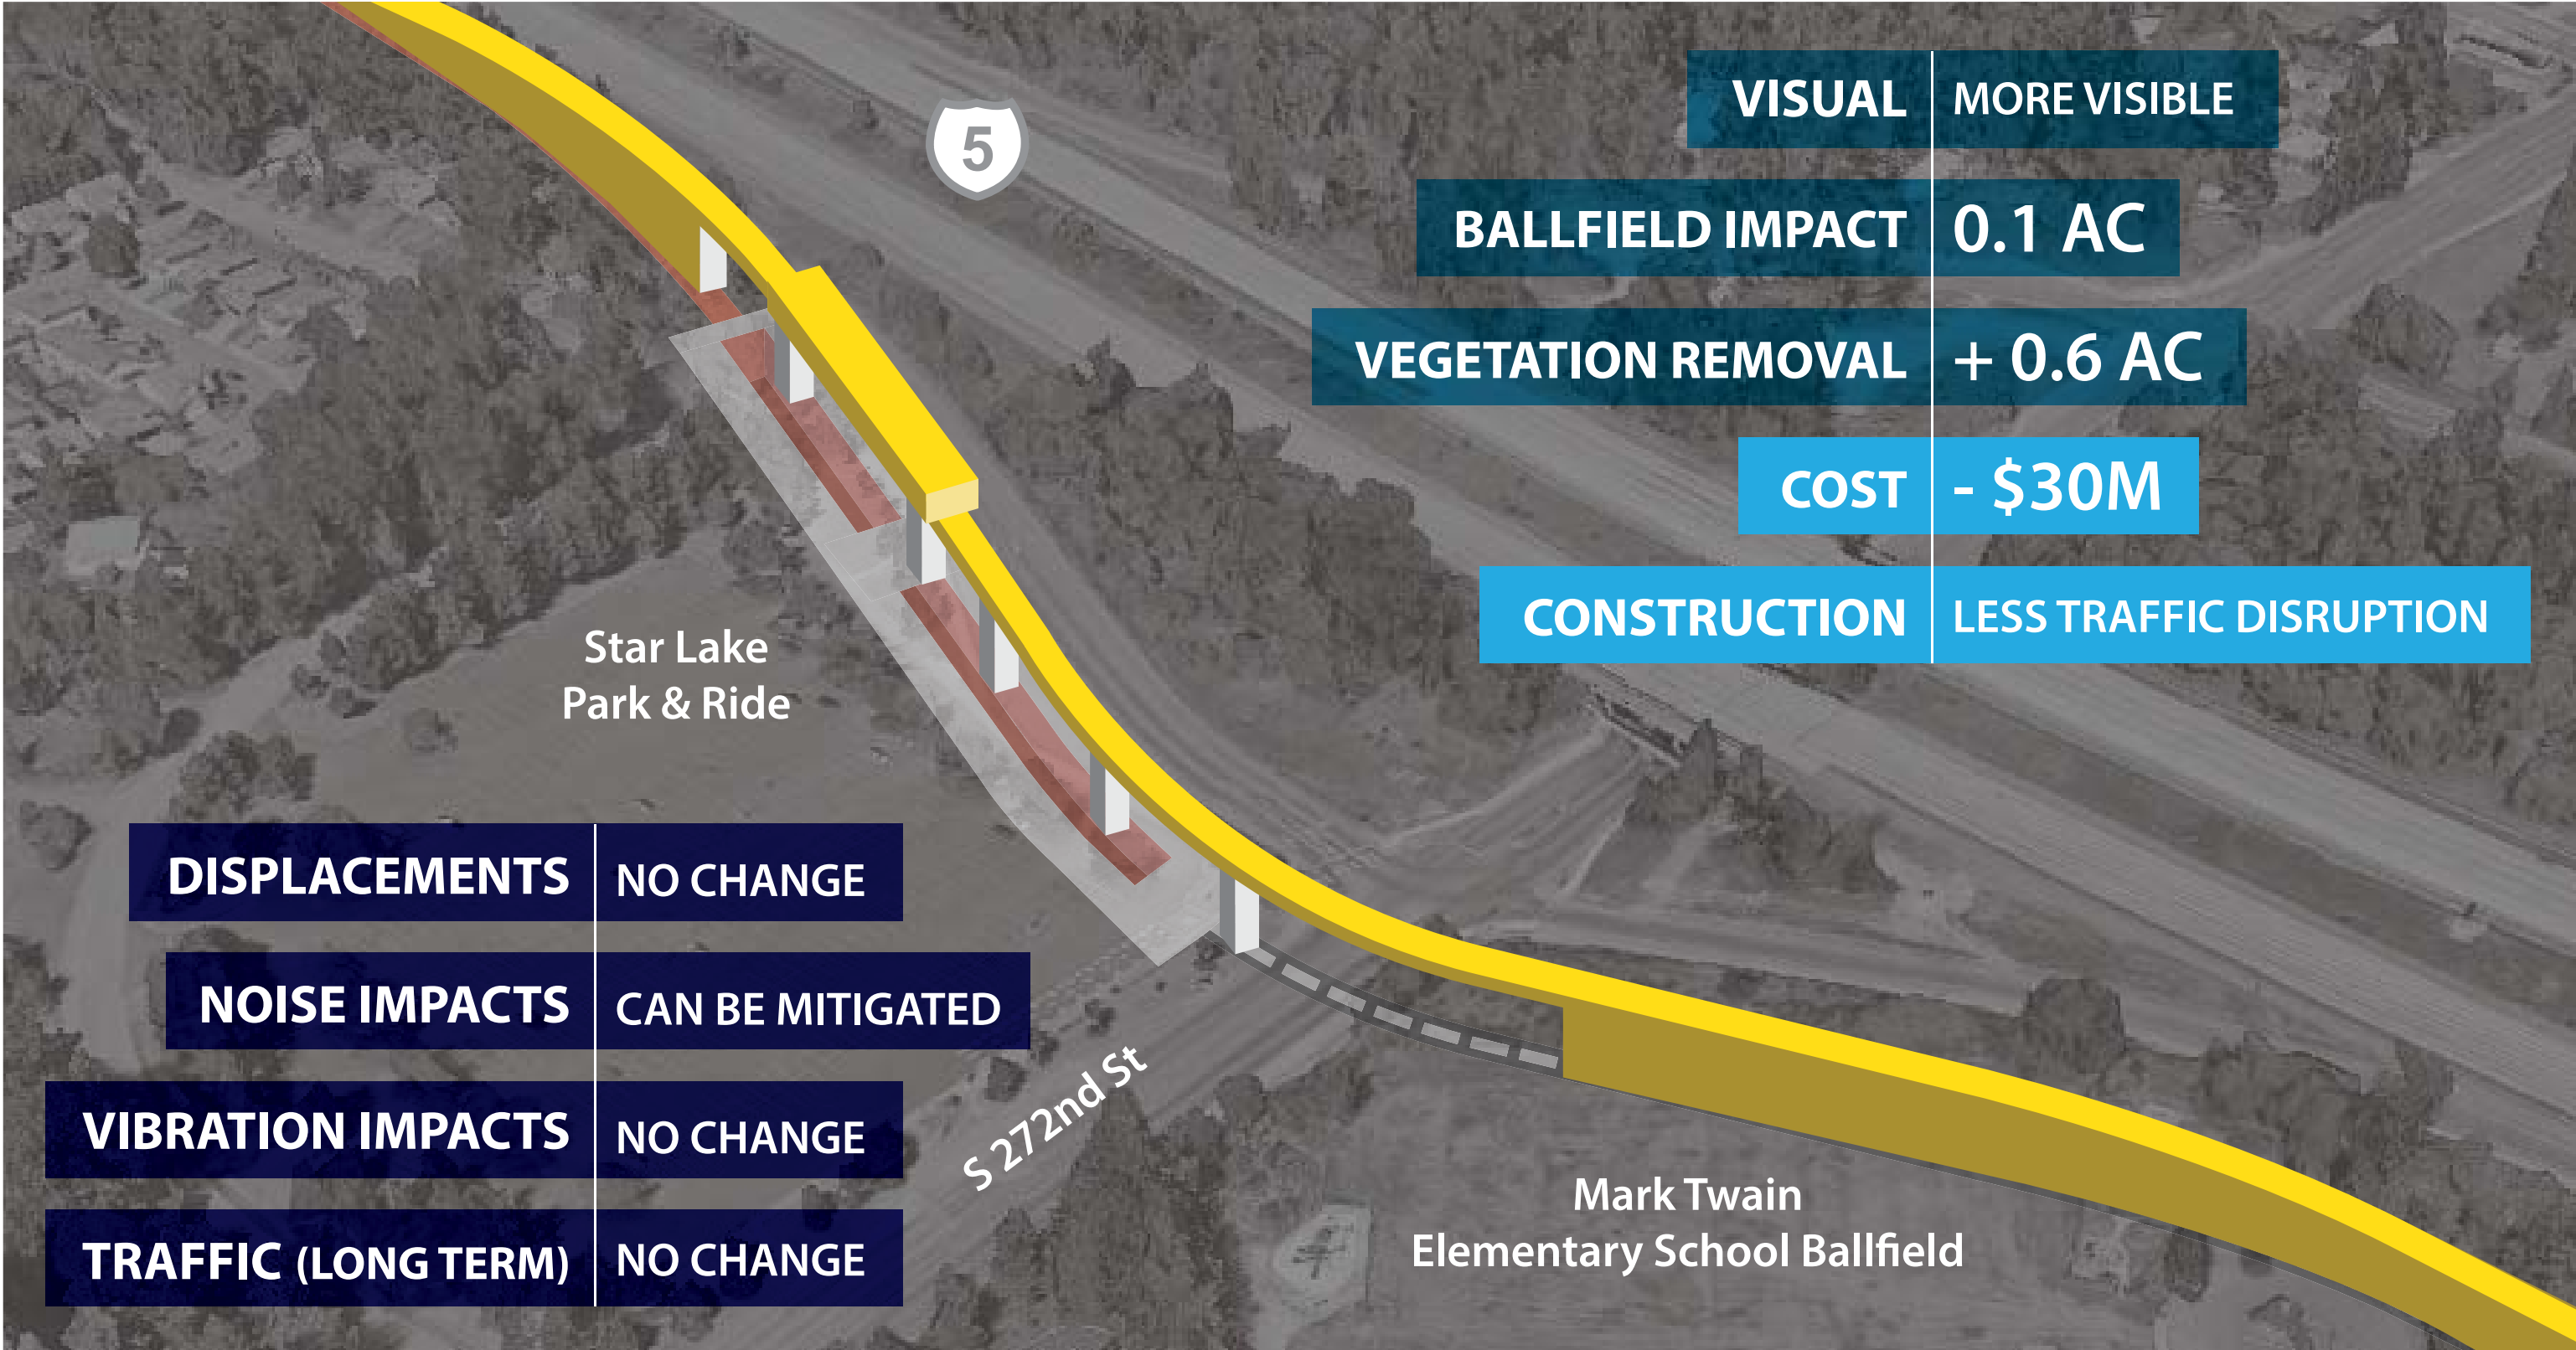 5
VISUAL MORE VISIBLE
BALLFIELD IMPACT 0.1 AC
VEGETATION REMOVAL + 0.6 AC
COST - $30M
CONSTRUCTION LESS TRAFFIC DISRUPTION
Star Lake
Park & Ride
DISPLACEMENTS NO CHANGE
NOISE IMPACTS CAN BE MITIGATED
VIBRATION IMPACTS NO CHANGE
TRAFFIC (LONG TERM) NO CHANGE
S 272nd St
Mark Twain
Elementary School Ballfield